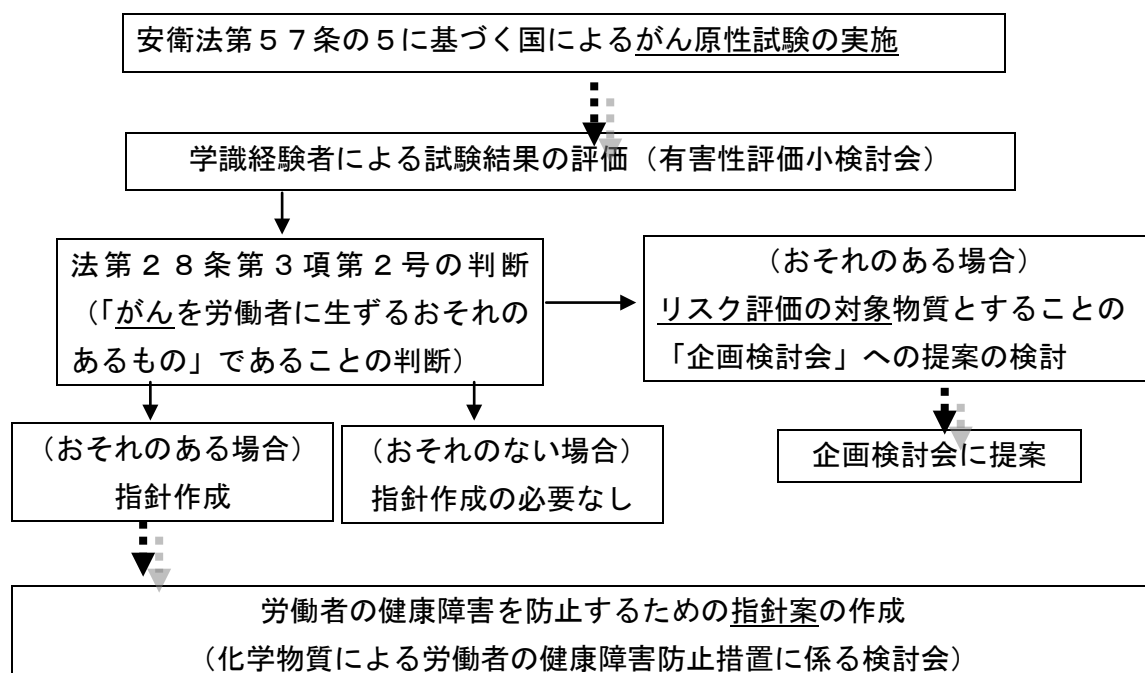 安衛法第５７条の５に基づく国によるがん原性試験の実施
学識経験者による試験結果の評価（有害性評価小検討会）
法第２８条第３項第２号の判断
（「がんを労働者に生ずるおそれの
あるもの」であることの判断）
（おそれのある場合）
リスク評価の対象物質とすることの
「企画検討会」への提案の検討
（おそれのある場合）
指針作成
（おそれのない場合）
指針作成の必要なし
企画検討会に提案
労働者の健康障害を防止するための指針案の作成
（化学物質による労働者の健康障害防止措置に係る検討会）